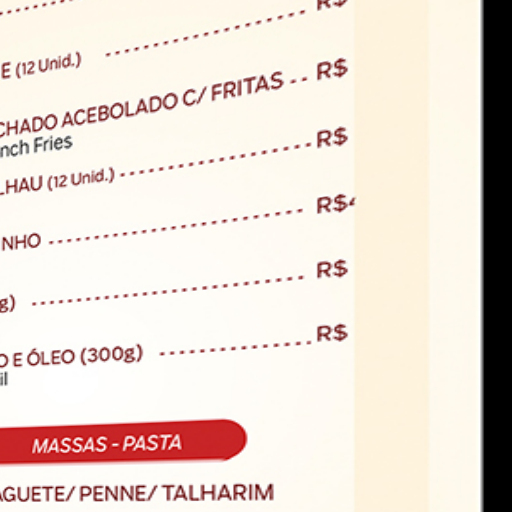 R$
E (12 Unid.) R$
CHADO ACEBOLADO C/ FRITAS .. R$
nch Fries
LHAU (12 Unid.) R$
NHO R$
g) R$
O E ÓLEO (300g) R$
il
MASSAS - PASTA
AGUETE/ PENNE/ TALHARIM